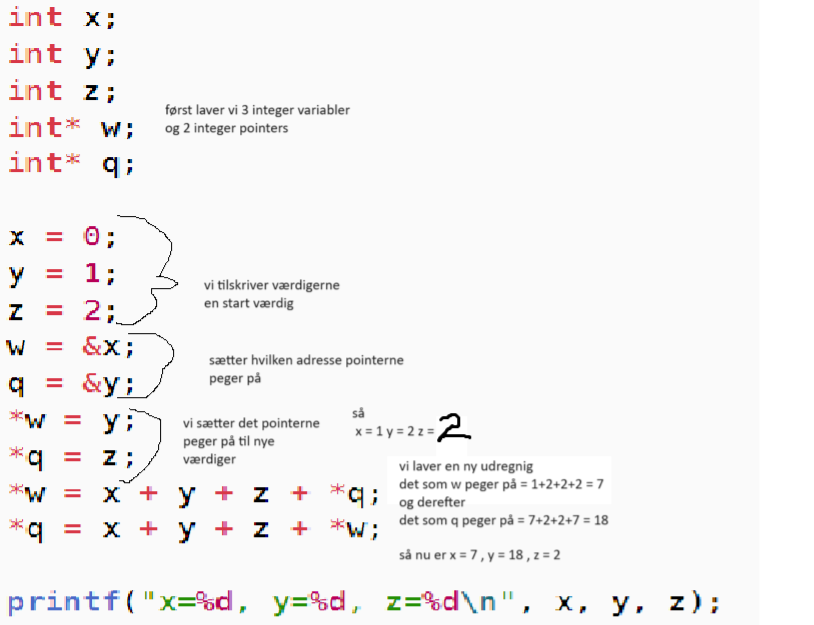 int x;
int y;
int z;
int* w;
int* q;
først laver vi 3 integer variabler
og 2 integer pointers
x = 0;
y = 1;
z = 2;
vi tilskriver værdigerne
en start værdig
w = &x;
q = &y;
sætter hvilken adresse pointerne
peger på
*w = y;
*q = z;
vi sætter det pointerne
peger på til nye
værdiger
så
x = 1 y = 2 z = 2
*w = x + y + z + *q;
*q = x + y + z + *w;
vi laver en ny udregnig
det som w peger på = 1+2+2+2 = 7
og derefter
det som q peger på = 7+2+2+7 = 18
så nu er x = 7 , y = 18 , z = 2
printf("x=%d, y=%d, z=%d\n", x, y, z);